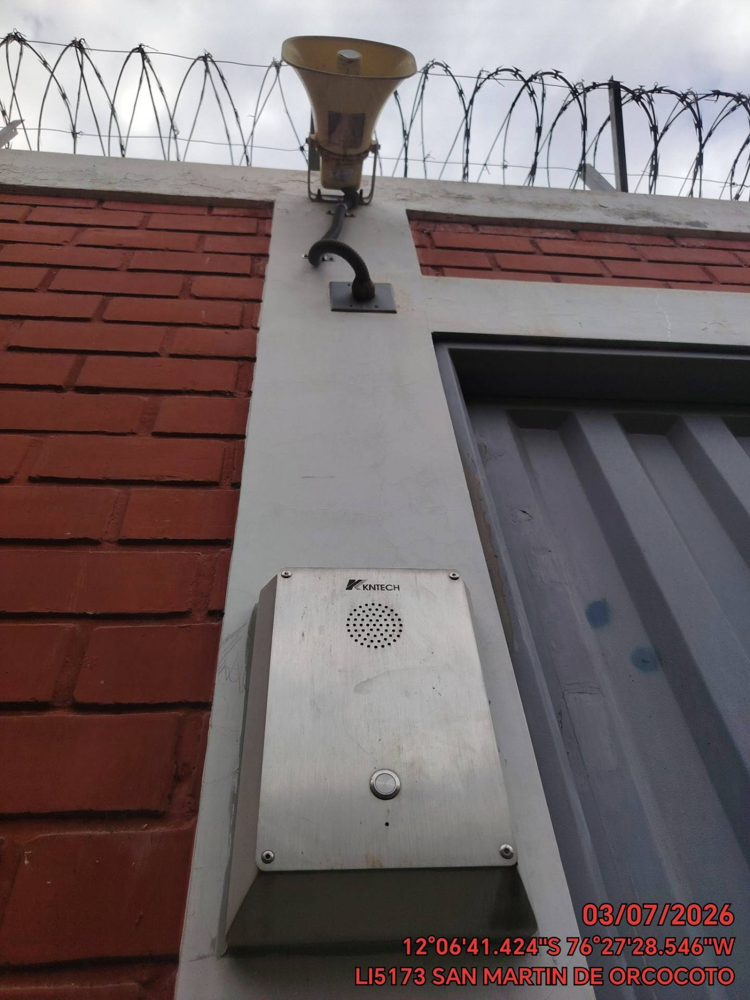 KNTECH
03/07/2026
12°06'41.424"S 76°27'28.546"W
LI5173 SAN MARTIN DE ORCOCOTO